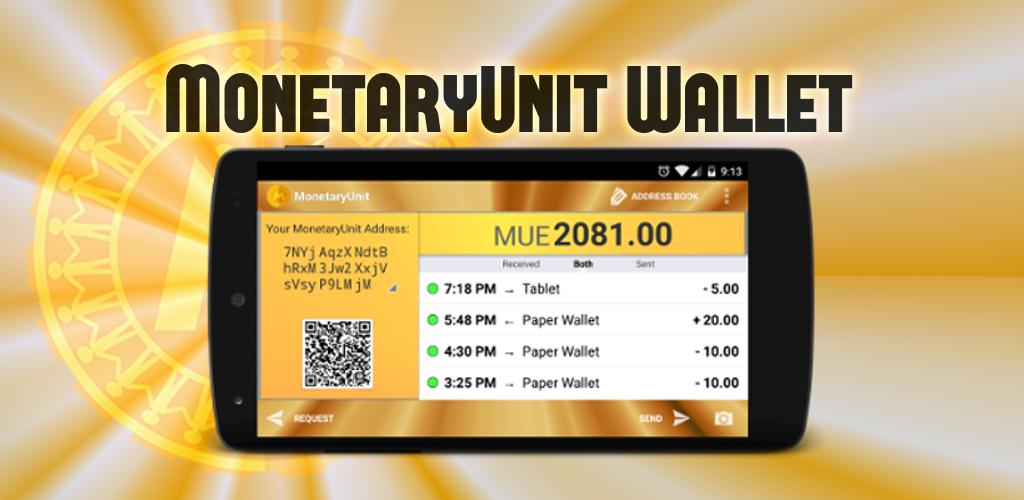 MonetaryUnit Wallet
9:13
MonetaryUnit
ADDRESS BOOK
Your MonetaryUnit Address:
7NYj AqzX NdtB
hRxM 3Jw2 XxjV
sVsy P9LM jM
MUE 2081.00
Received Both Sent
7:18 PM → Tablet - 5.00
5:48 PM ← Paper Wallet + 20.00
4:30 PM → Paper Wallet - 10.00
3:25 PM → Paper Wallet - 10.00
REQUEST
SEND